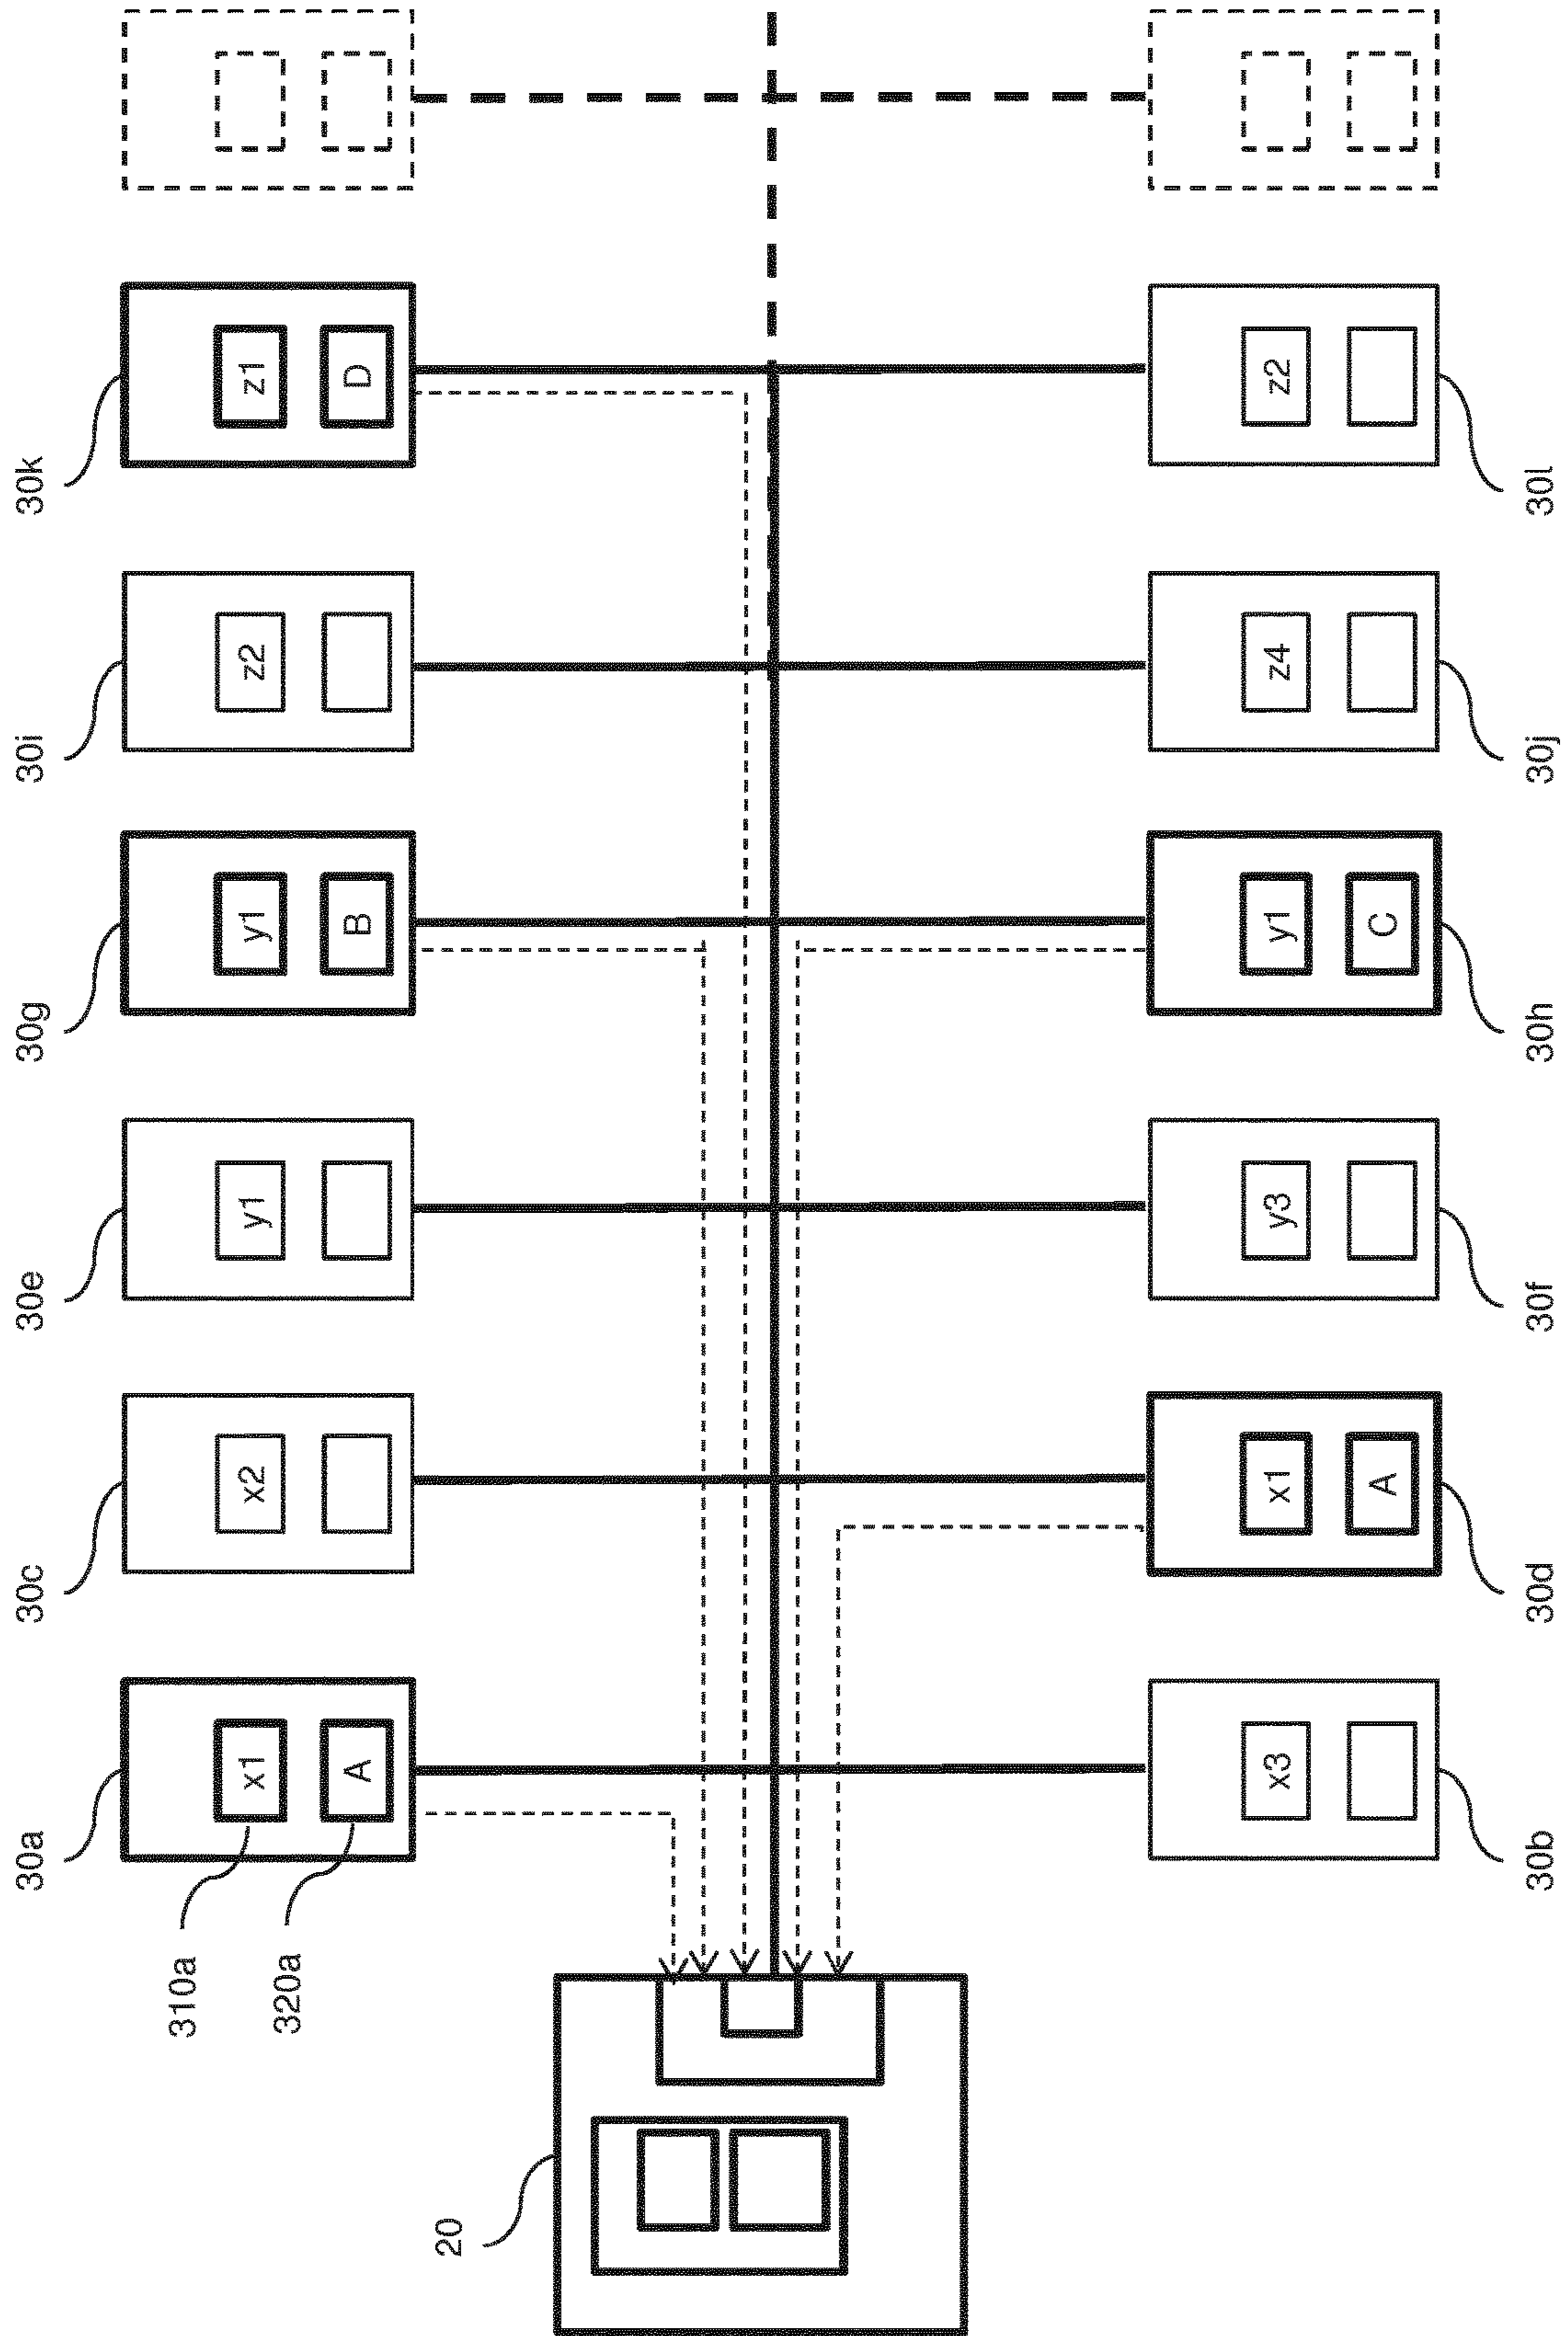 30a 30c 30e 30g 30i 30k
310a
x1 x2 y1 y1 z2 z1
320a
A B D
20
x3 x1 y3 y1 z4 z2
A C
30b 30d 30f 30h 30j 30l